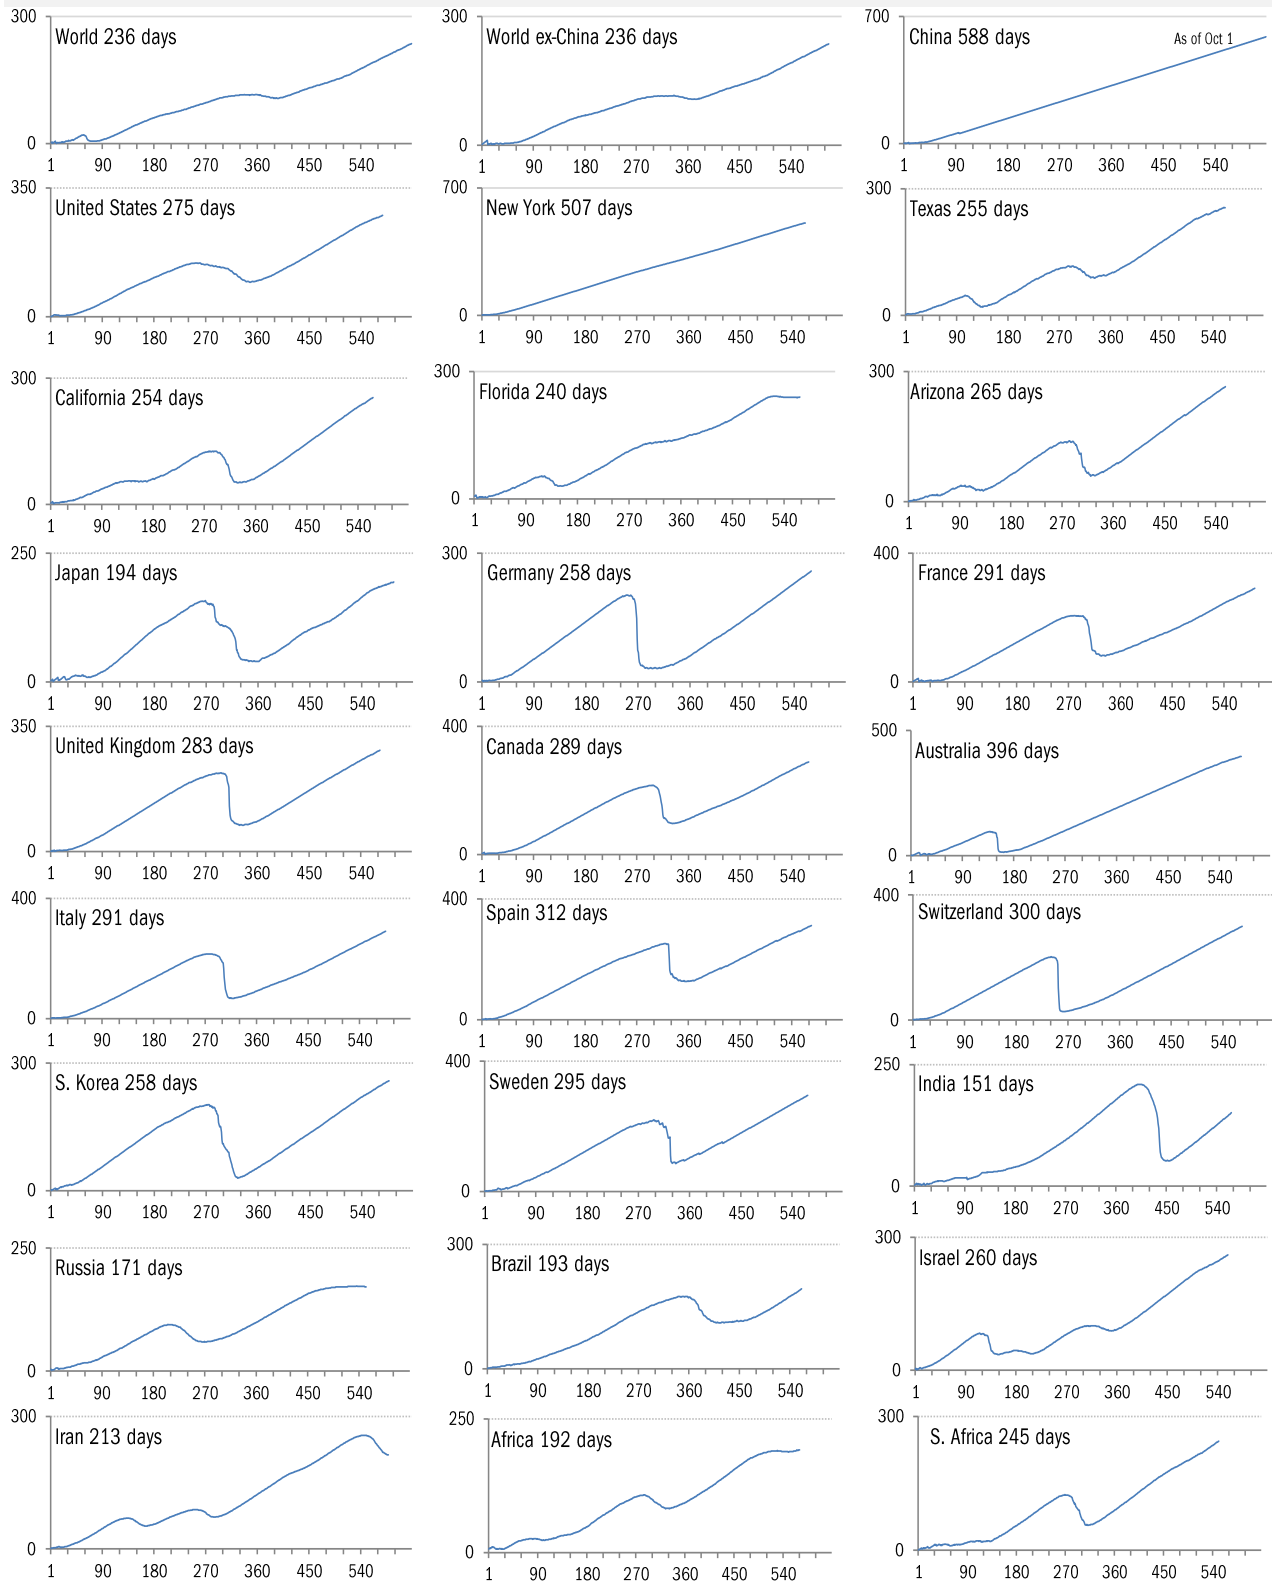 300 300 700
World 236 days World ex-China 236 days China 588 days As of Oct 1
0 0 0
1 90 180 270 360 450 540 1 90 180 270 360 450 540 1 90 180 270 360 450 540
350 700 300
United States 275 days New York 507 days Texas 255 days
0 0 0
1 90 180 270 360 450 540 1 90 180 270 360 450 540 1 90 180 270 360 450 540
300 300 300
California 254 days Florida 240 days Arizona 265 days
0 0 0
1 90 180 270 360 450 540 1 90 180 270 360 450 540 1 90 180 270 360 450 540
250 300 400
Japan 194 days Germany 258 days France 291 days
0 0 0
1 90 180 270 360 450 540 1 90 180 270 360 450 540 1 90 180 270 360 450 540
350 400 500
United Kingdom 283 days Canada 289 days Australia 396 days
0 0 0
1 90 180 270 360 450 540 1 90 180 270 360 450 540 1 90 180 270 360 450 540
400 400 400
Italy 291 days Spain 312 days Switzerland 300 days
0 0 0
1 90 180 270 360 450 540 1 90 180 270 360 450 540 1 90 180 270 360 450 540
300 400 250
S. Korea 258 days Sweden 295 days India 151 days
0 0 0
1 90 180 270 360 450 540 1 90 180 270 360 450 540 1 90 180 270 360 450 540
250 300 300
Russia 171 days Brazil 193 days Israel 260 days
0 0 0
1 90 180 270 360 450 540 1 90 180 270 360 450 540 1 90 180 270 360 450 540
300 250 300
Iran 213 days Africa 192 days S. Africa 245 days
0 0 0
1 90 180 270 360 450 540 1 90 180 270 360 450 540 1 90 180 270 360 450 540